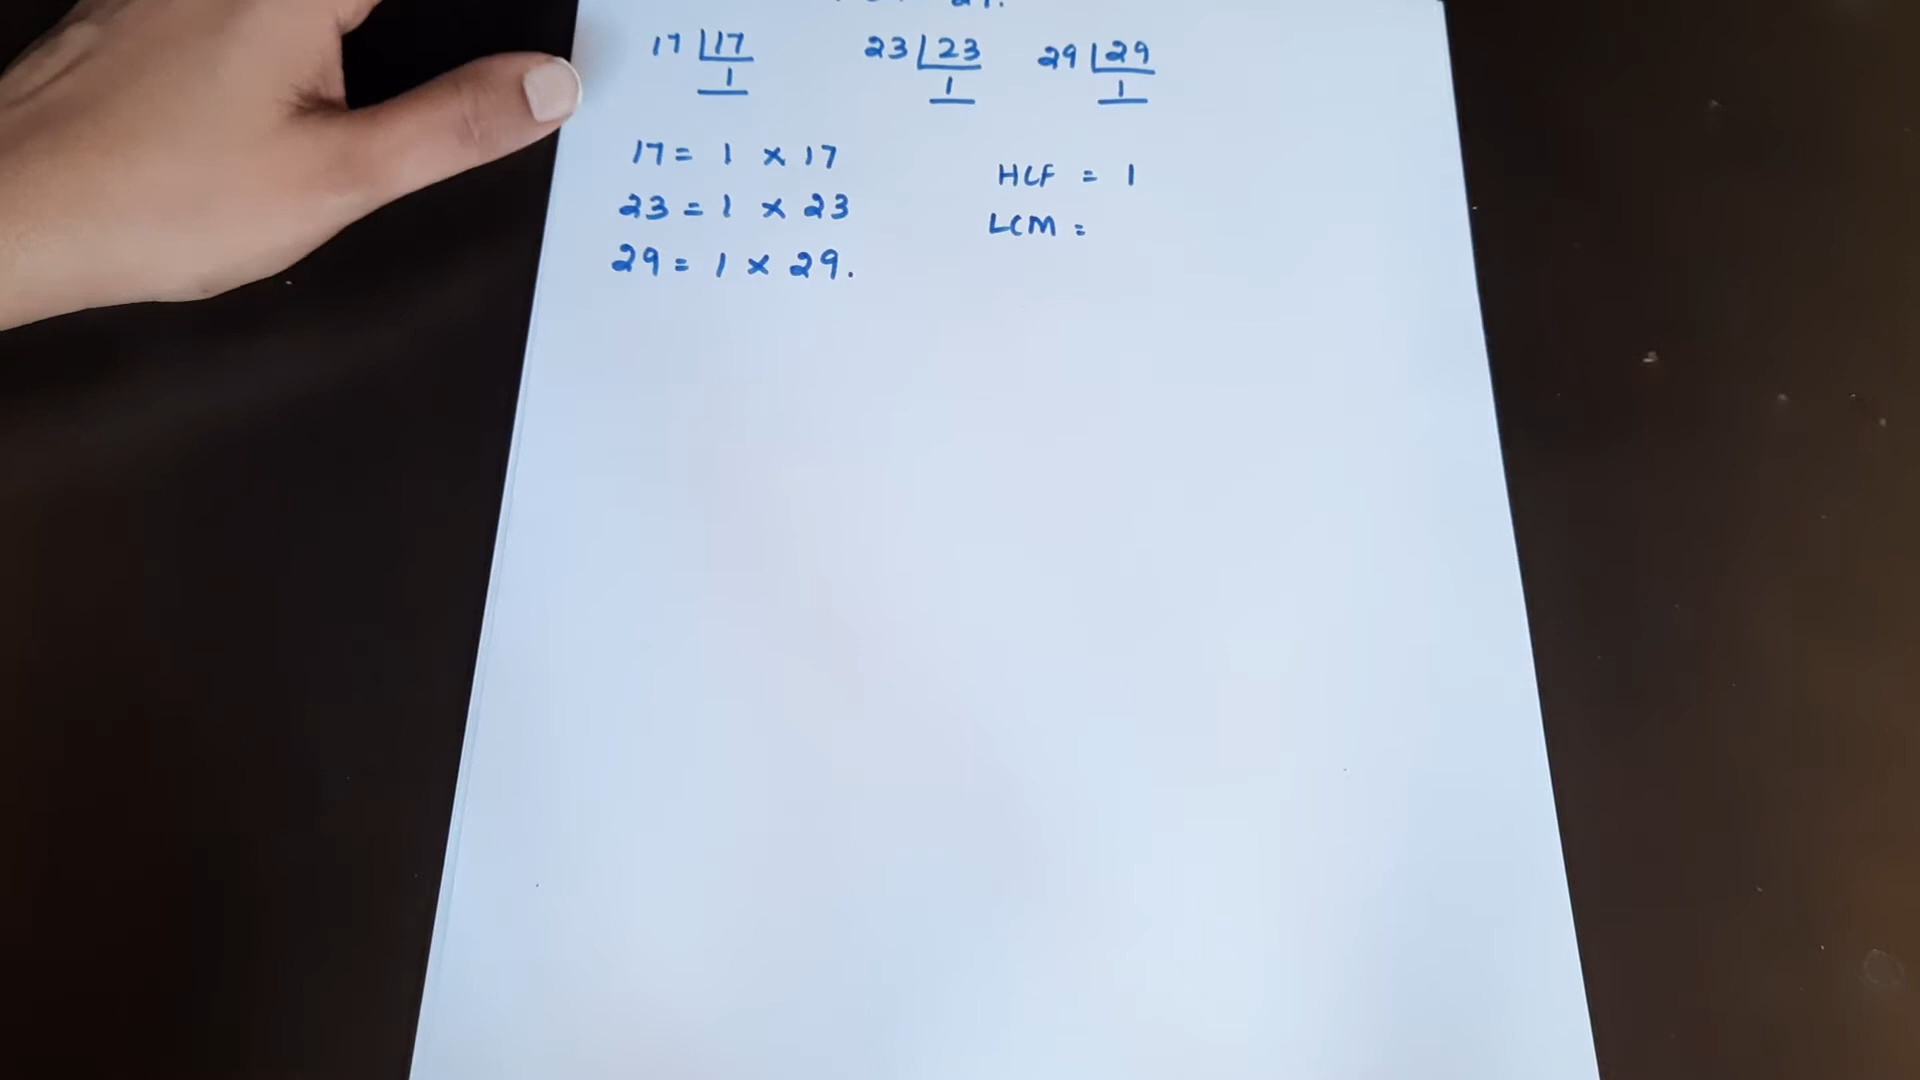 17 17 23 23 29 29
1 1 1
17 = 1 × 17
HCF = 1
23 = 1 × 23
LCM =
29 = 1 × 29.